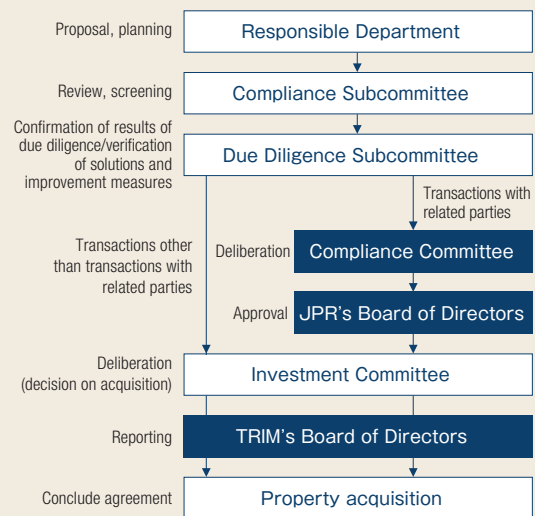 Proposal, planning
Responsible Department
Review, screening
Compliance Subcommittee
Confirmation of results of
due diligence/verification
of solutions and
improvement measures
Due Diligence Subcommittee
Transactions with
related parties
Transactions other
than transactions with
related parties
Deliberation
Compliance Committee
Approval
JPR's Board of Directors
Deliberation
(decision on acquisition)
Investment Committee
Reporting
TRIM's Board of Directors
Conclude agreement
Property acquisition